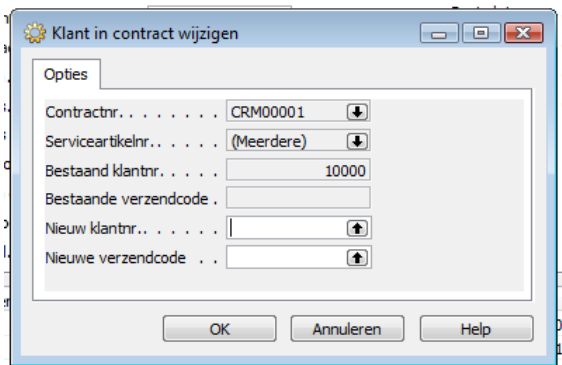 Klant in contract wijzigen
Opties
Contractnr. . . . . . . . CRM00001
Serviceartikelnr. . . . . . (Meerdere)
Bestaand klantnr. . . . . 10000
Bestaande verzendcode .
Nieuw klantnr.. . . . . .
Nieuwe verzendcode . .
OK Annuleren Help